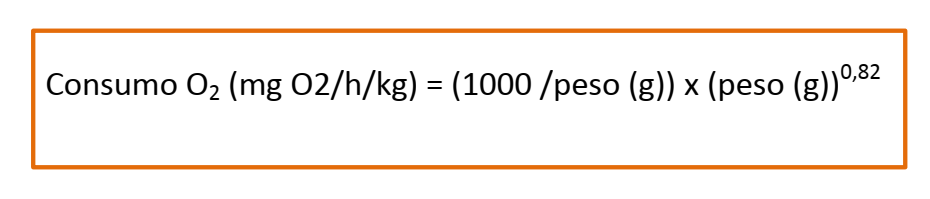 Consumo O₂ (mg O2/h/kg) = (1000 /peso (g)) x (peso (g))⁰,⁸²